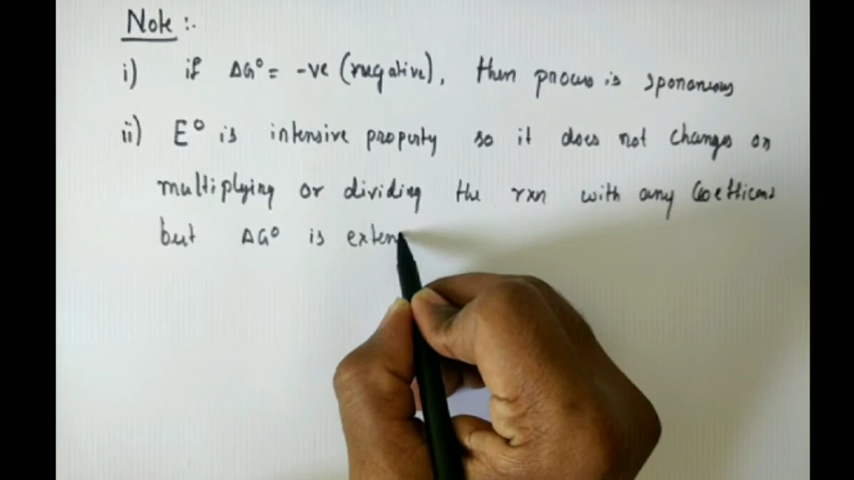 Note :-
i) if ΔG° = -ve (negative), then process is sponaneous
ii) E° is intensive property so it does not changes on
multiplying or dividing the rxn with any Coefficient
but ΔG° is exten